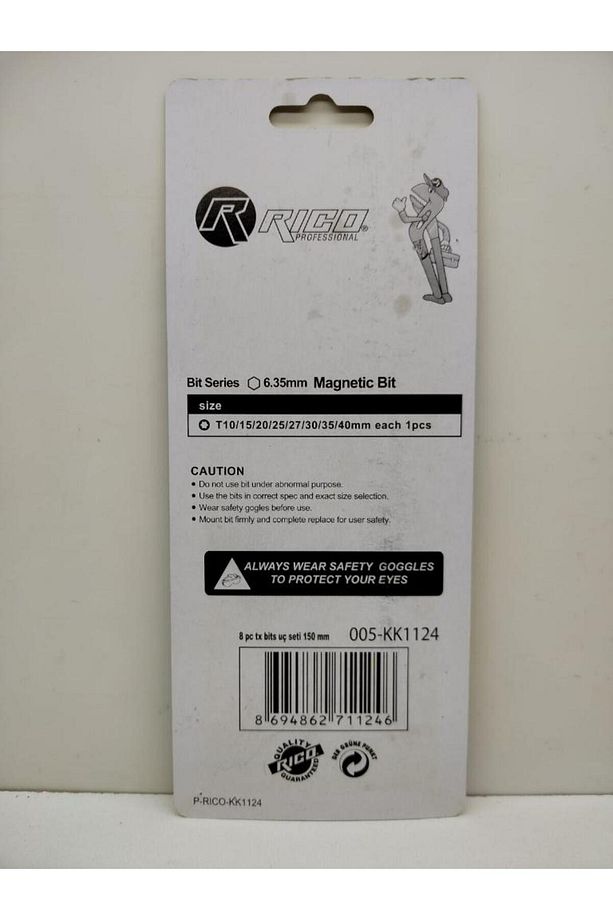 R RICO®
PROFESSIONAL
Bit Series 6.35mm Magnetic Bit
size
T10/15/20/25/27/30/35/40mm each 1pcs
CAUTION
• Do not use bit under abnormal purpose.
• Use the bits in correct spec and exact size selection.
• Wear safety gogles before use.
• Mount bit firmly and complete replace for user safety.
ALWAYS WEAR SAFETY GOGGLES
TO PROTECT YOUR EYES
8 pc tx bits uç seti 150 mm 005-KK1124
8 694862 711246
QUALITY
RICO
GUARANTEED
DER GRÜNE PUNKT
P-RICO-KK1124